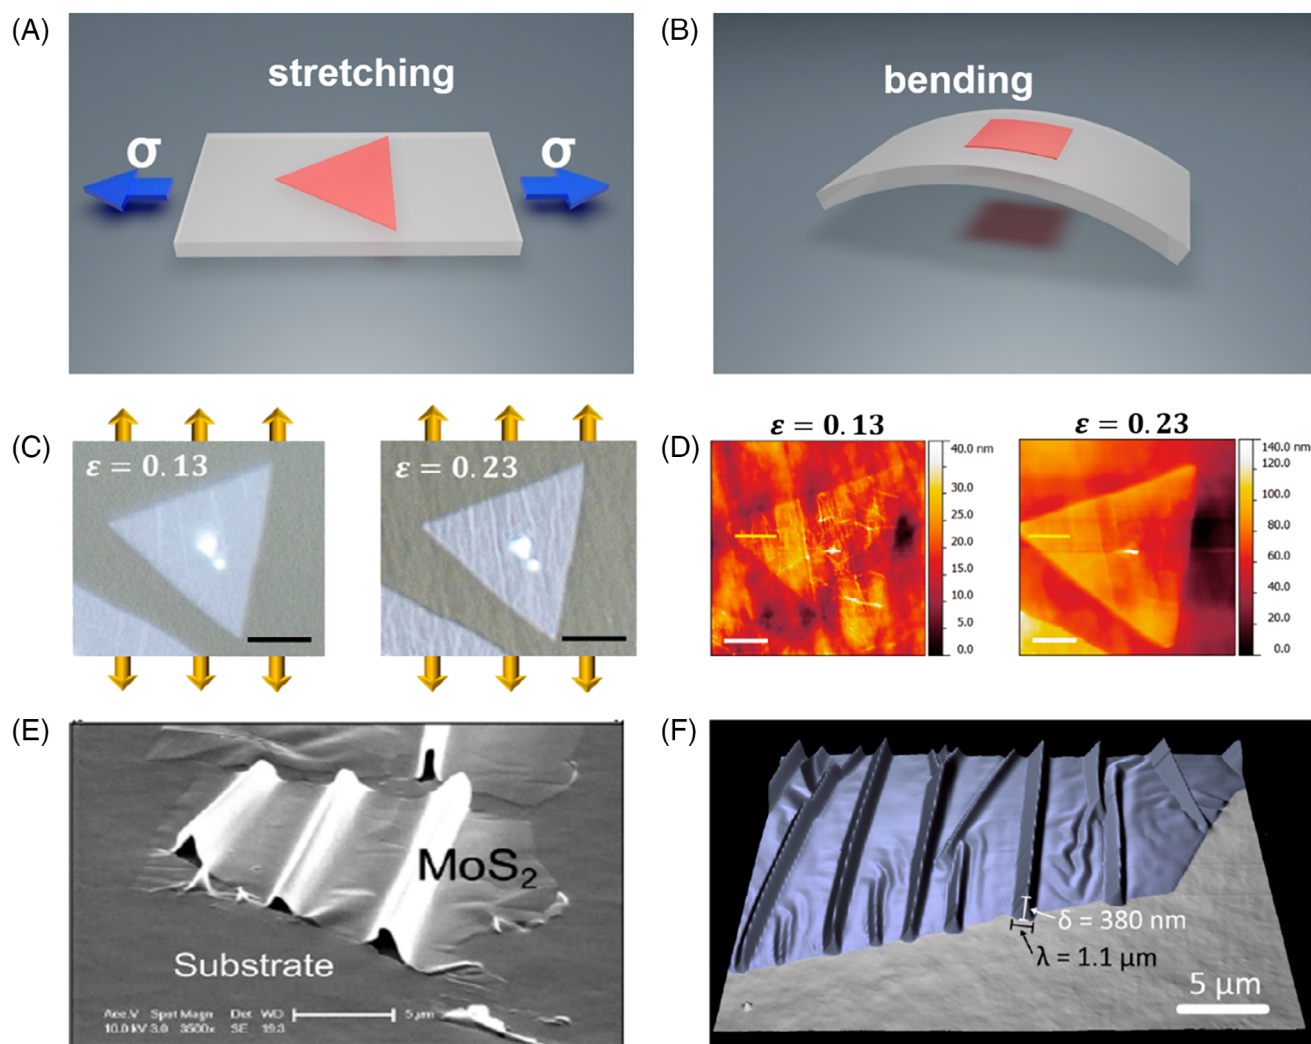 (A)
stretching
σ
σ
(B)
bending
(C)
ε = 0.13
ε = 0.23
(D)
ε = 0.13
40.0 nm
35.0
30.0
25.0
20.0
15.0
10.0
5.0
0.0
ε = 0.23
140.0 nm
120.0
100.0
80.0
60.0
40.0
20.0
0.0
(E)
MoS2
Substrate
Acc.V Spot Magn Det WD
10.0 kV 3.0 3500x SE 19.3
5 μm
(F)
δ = 380 nm
λ = 1.1 μm
5 μm